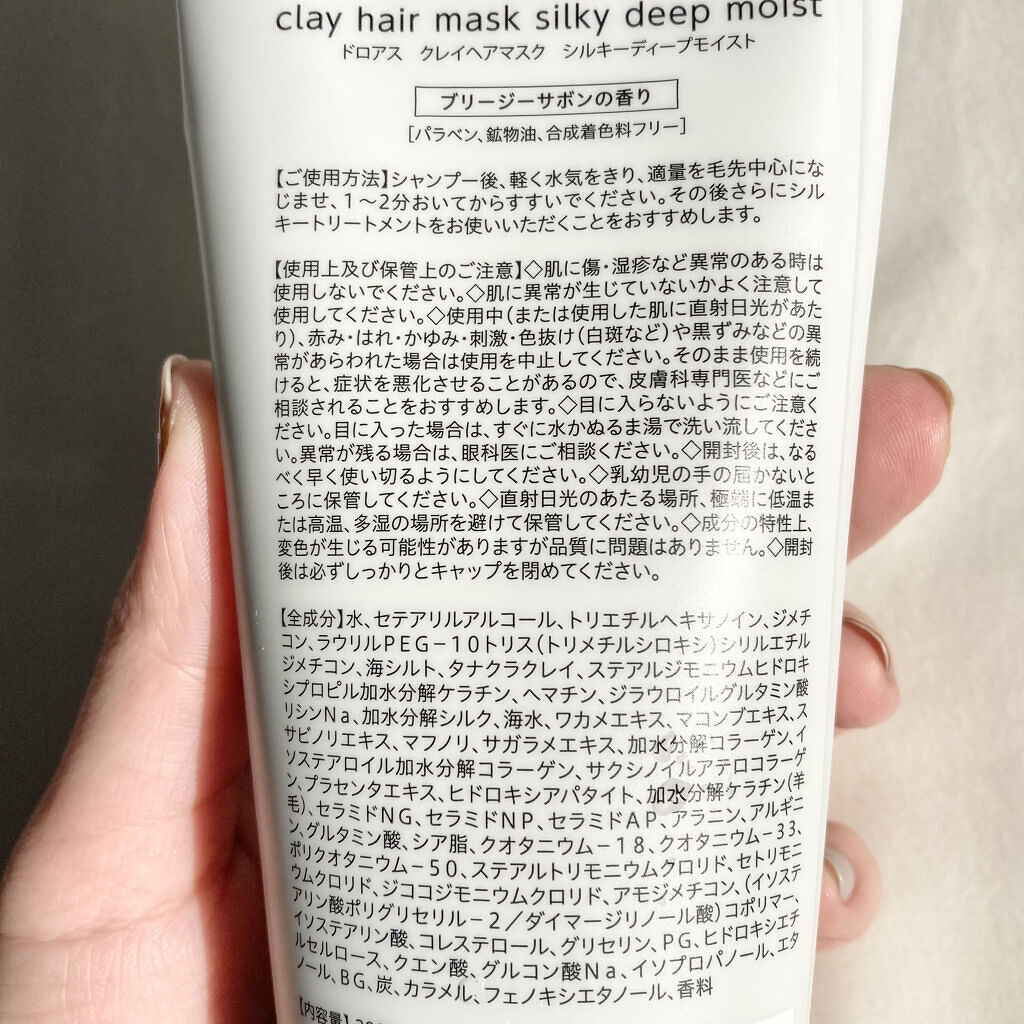 clay hair mask silky deep moist
ドロアス クレイヘアマスク シルキーディープモイスト
ブリージーサボンの香り
[パラベン、鉱物油、合成着色料フリー]
【ご使用方法】シャンプー後、軽く水気をきり、適量を毛先中心にな
じませ、1〜2分おいてからすすいでください。その後さらにシル
キートリートメントをお使いいただくことをおすすめします。
【使用上及び保管上のご注意】◇肌に傷・湿疹など異常のある時は
使用しないでください。◇肌に異常が生じていないかよく注意して
使用してください。◇使用中(または使用した肌に直射日光があた
り)、赤み・はれ・かゆみ・刺激・色抜け(白斑など)や黒ずみなどの異
常があらわれた場合は使用を中止してください。そのまま使用を続
けると、症状を悪化させることがあるので、皮膚科専門医などにご
相談されることをおすすめします。◇目に入らないようにご注意く
ださい。目に入った場合は、すぐに水かぬるま湯で洗い流してくださ
い。異常が残る場合は、眼科医にご相談ください。◇開封後は、なる
べく早く使い切るようにしてください。◇乳幼児の手の届かないと
ころに保管してください。◇直射日光のあたる場所、極端に低温ま
たは高温、多湿の場所を避けて保管してください。◇成分の特性上、
変色が生じる可能性がありますが品質に問題はありません。◇開封
後は必ずしっかりとキャップを閉めてください。
【全成分】水、セテアリルアルコール、トリエチルヘキサノイン、ジメチ
コン、ラウリルPEG−10トリス(トリメチルシロキシ)シリルエチル
ジメチコン、海シルト、タナクラクレイ、ステアルジモニウムヒドロキ
シプロピル加水分解ケラチン、ヘマチン、ジラウロイルグルタミン酸
リシンNa、加水分解シルク、海水、ワカメエキス、マコンブエキス、ス
サビノリエキス、マフノリ、サガラメエキス、加水分解コラーゲン、イ
ソステアロイル加水分解コラーゲン、サクシノイルアテロコラーゲ
ン、プラセンタエキス、ヒドロキシアパタイト、加水分解ケラチン(羊
毛)、セラミドNG、セラミドNP、セラミドAP、アラニン、アルギニ
ン、グルタミン酸、シア脂、クオタニウム−18、クオタニウム−33、
ポリクオタニウム−50、ステアルトリモニウムクロリド、セトリモニ
ウムクロリド、ジココジモニウムクロリド、アモジメチコン、(イソステ
アリン酸ポリグリセリル−2/ダイマージリノール酸)コポリマー、
イソステアリン酸、コレステロール、グリセリン、PG、ヒドロキシエチ
ルセルロース、クエン酸、グルコン酸Na、イソプロパノール、エタ
ノール、BG、炭、カラメル、フェノキシエタノール、香料
【内容量】